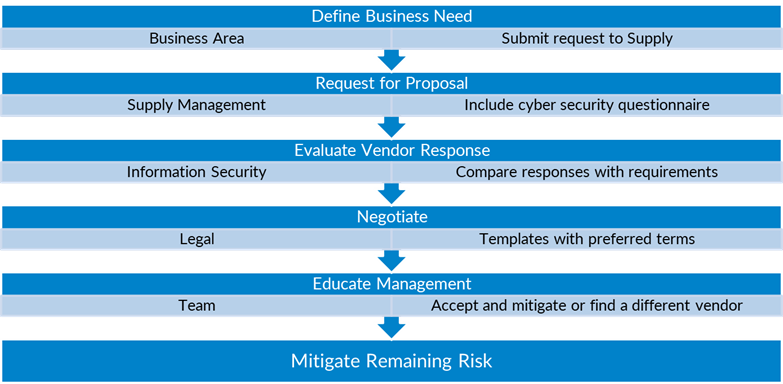 Define Business Need
Business Area Submit request to Supply
Request for Proposal
Supply Management Include cyber security questionnaire
Evaluate Vendor Response
Information Security Compare responses with requirements
Negotiate
Legal Templates with preferred terms
Educate Management
Team Accept and mitigate or find a different vendor
Mitigate Remaining Risk